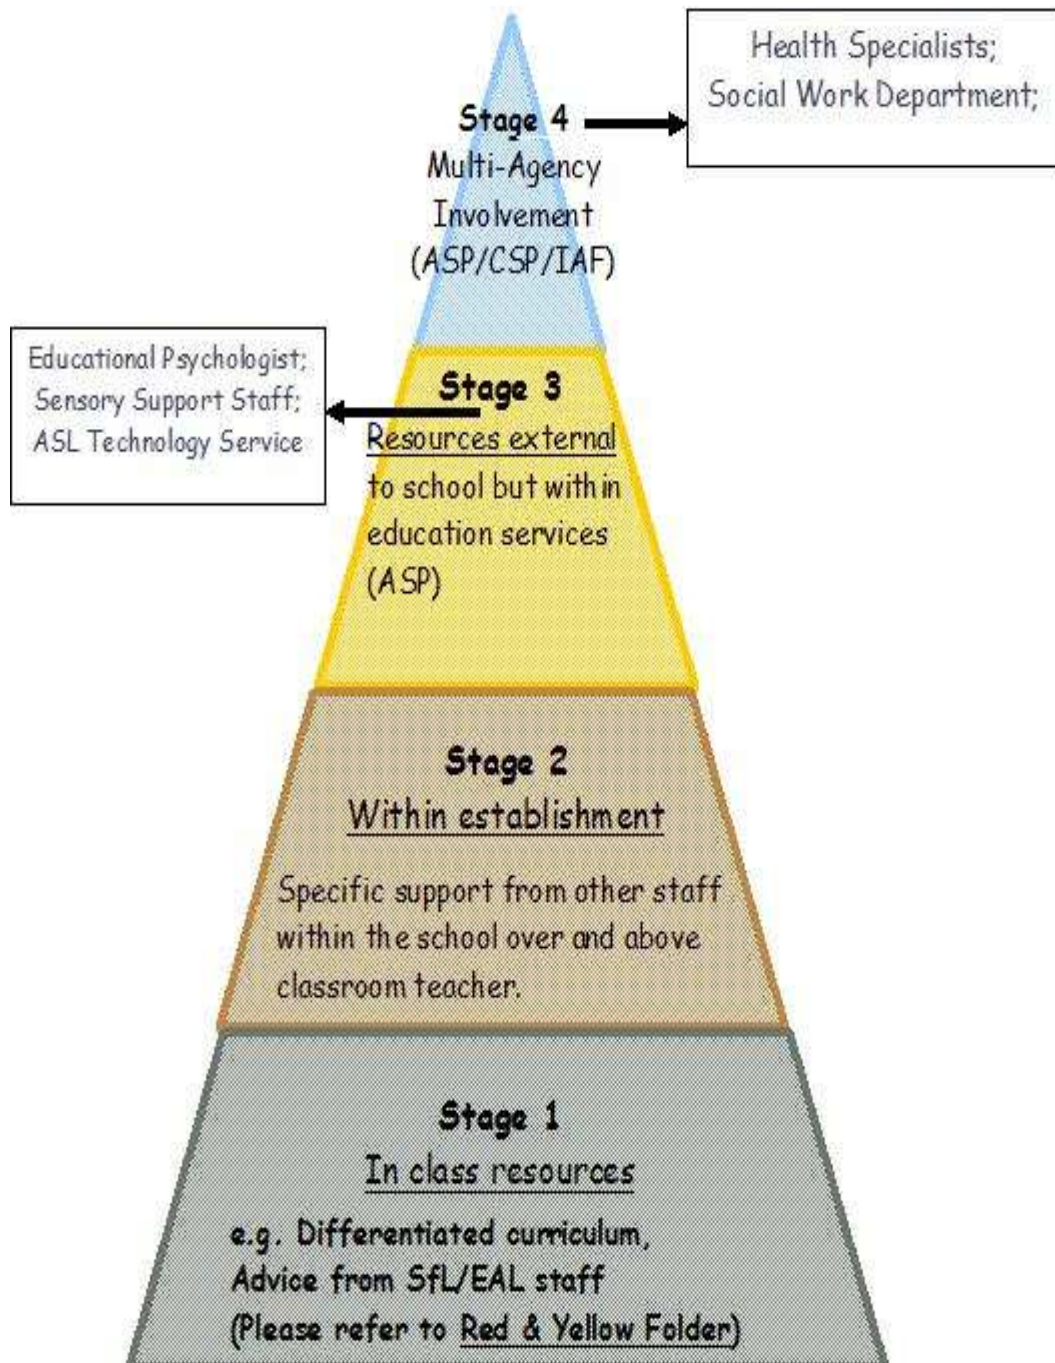 Stage 4
Multi-Agency
Involvement
(ASP/CSP/IAF)
Health Specialists;
Social Work Department;
Stage 3
Resources external
to school but within
education services
(ASP)
Educational Psychologist;
Sensory Support Staff;
ASL Technology Service
Stage 2
Within establishment
Specific support from other staff
within the school over and above
classroom teacher.
Stage 1
In class resources
e.g. Differentiated curriculum,
Advice from SfL/EAL staff
(Please refer to Red & Yellow Folder)